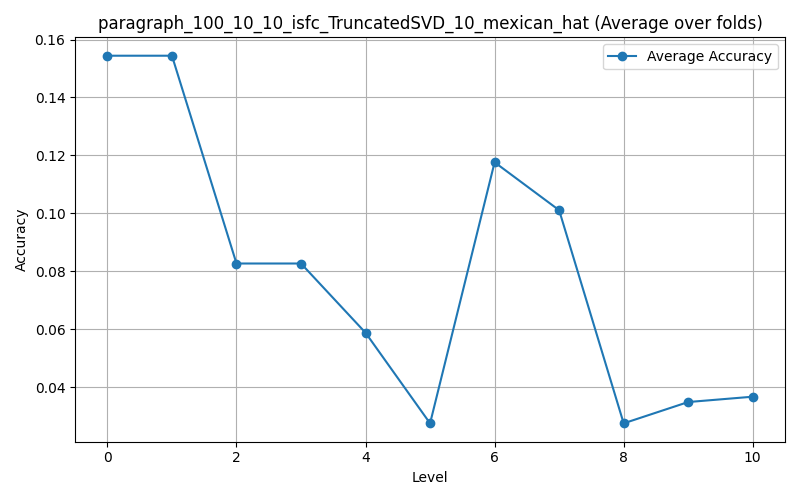 paragraph_100_10_10_isfc_TruncatedSVD_10_mexican_hat (Average over folds)
Average Accuracy
Accuracy
0.16
0.14
0.12
0.10
0.08
0.06
0.04
0 2 4 6 8 10
Level